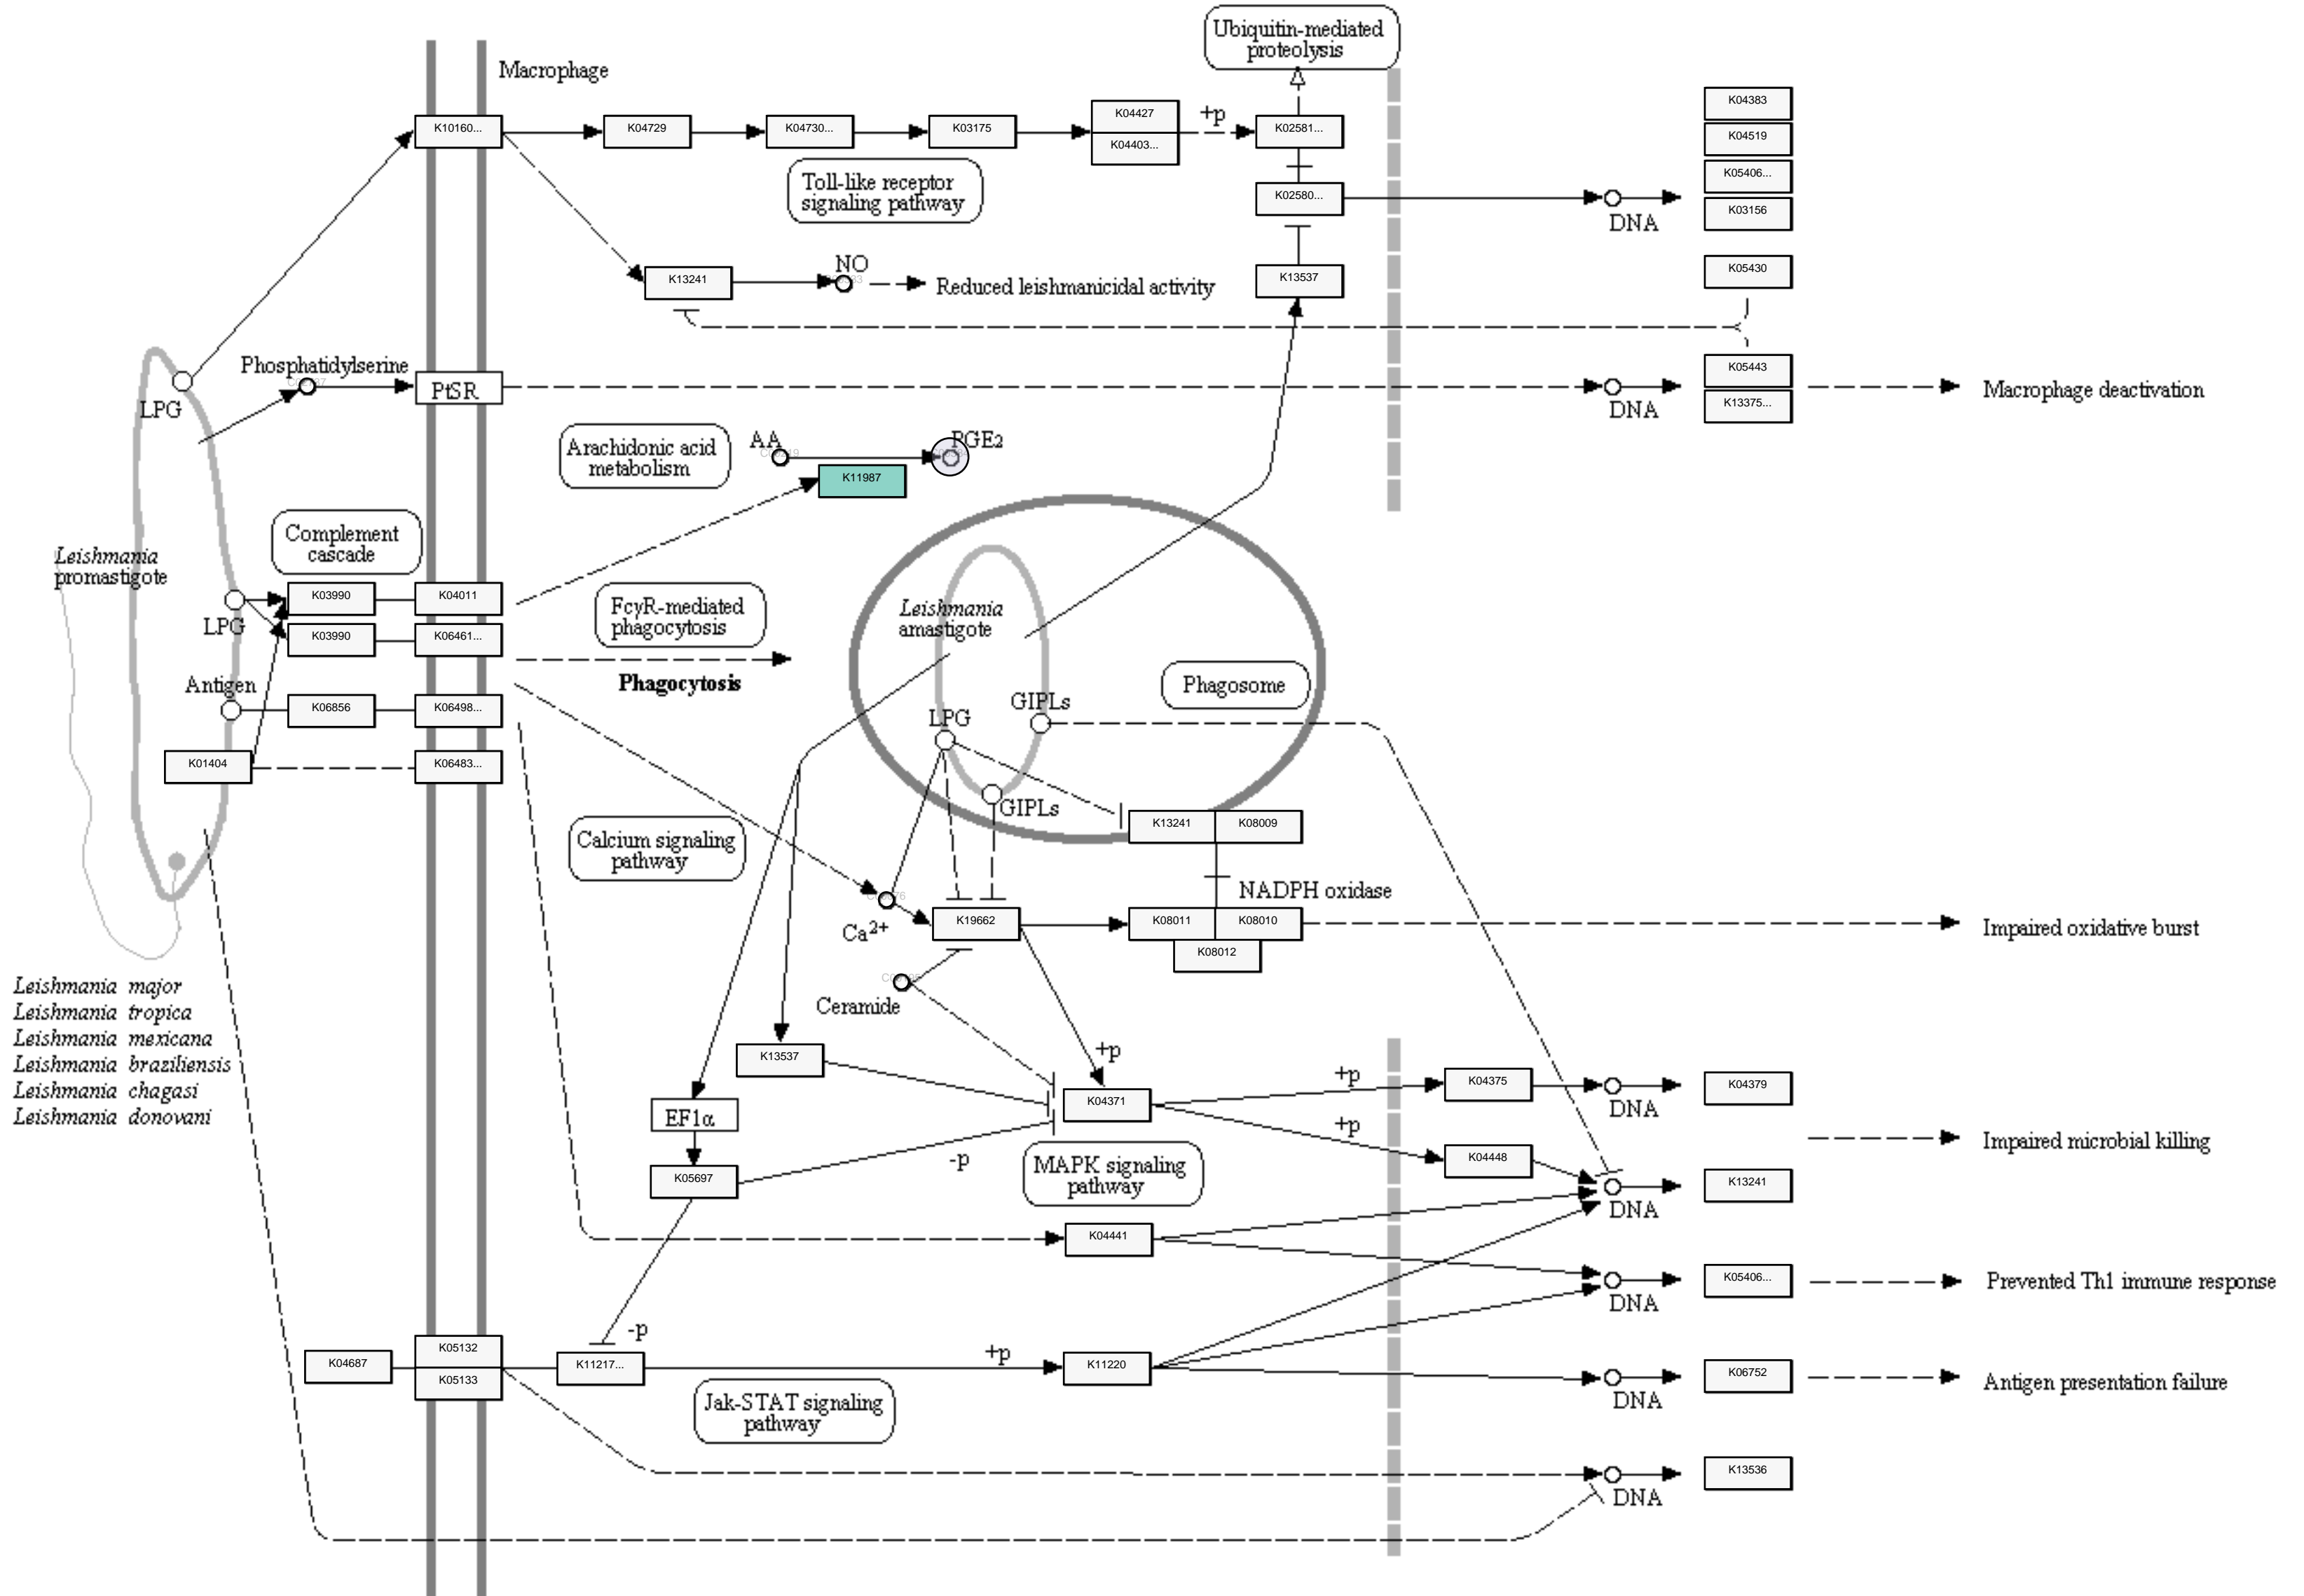 Ubiquitin-mediated
proteolysis
Macrophage
K10160...
K04729
K04730...
K03175
K04427
K04403...
+p
K02581...
K04383
K04519
K05406...
K03156
Toll-like receptor
signaling pathway
K02580...
DNA
K13241
NO
Reduced leishmanicidal activity
K13537
K05430
Phosphatidylserine
LPG
PtSR
DNA
K05443
K13375...
Macrophage deactivation
Arachidonic acid
metabolism
AA
PGE2
K11987
Complement
cascade
Leishmania
promastigote
K03990
K04011
LPG
K03990
K06461...
FcγR-mediated
phagocytosis
Phagocytosis
Leishmania
amastigote
Phagosome
Antigen
K06856
K06498...
K01404
K06483...
LPG
GIPLs
GIPLs
K13241
K08009
Calcium signaling
pathway
NADPH oxidase
Ca2+
K19662
K08011
K08010
K08012
Impaired oxidative burst
Ceramide
Leishmania major
Leishmania tropica
Leishmania mexicana
Leishmania braziliensis
Leishmania chagasi
Leishmania donovani
K13537
+p
EF1α
K04371
+p
K04375
DNA
K04379
+p
Impaired microbial killing
K05697
-p
MAPK signaling
pathway
K04448
DNA
K13241
K04441
DNA
K05406...
Prevented Th1 immune response
K04687
K05132
K05133
-p
K11217...
+p
K11220
DNA
K06752
Antigen presentation failure
Jak-STAT signaling
pathway
DNA
K13536